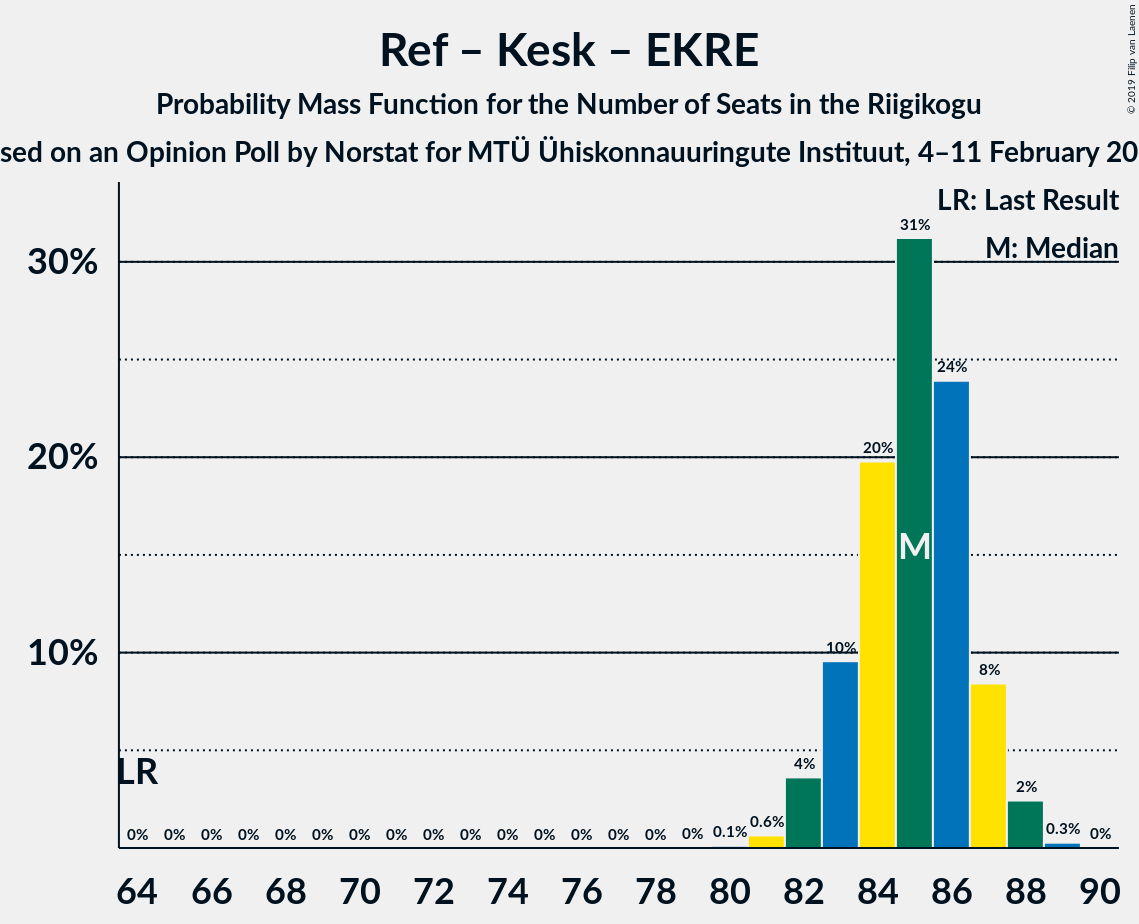 Ref – Kesk – EKRE
Probability Mass Function for the Number of Seats in the Riigikogu
sed on an Opinion Poll by Norstat for MTÜ Ühiskonnauuringute Instituut, 4–11 February 20
© 2019 Filip van Laenen
LR: Last Result
M: Median
30%
20%
10%
LR
M
0% 0% 0% 0% 0% 0% 0% 0% 0% 0% 0% 0% 0% 0% 0% 0% 0.1% 0.6% 4% 10% 20% 31% 24% 8% 2% 0.3% 0%
64 66 68 70 72 74 76 78 80 82 84 86 88 90